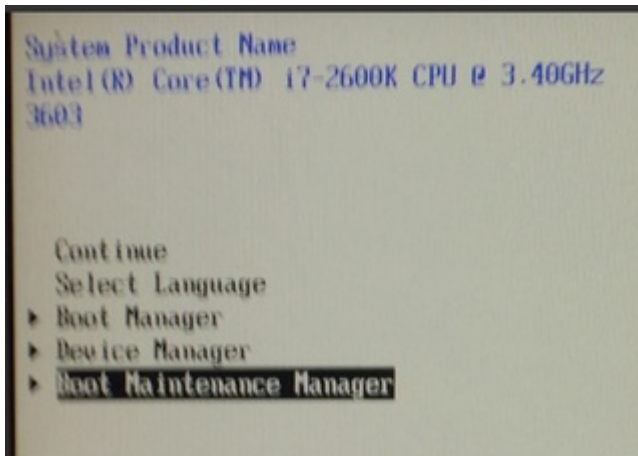 System Product Name
Intel(R) Core(TM) i7-2600K CPU @ 3.40GHz
3603
Continue
Select Language
Boot Manager
Device Manager
Boot Maintenance Manager